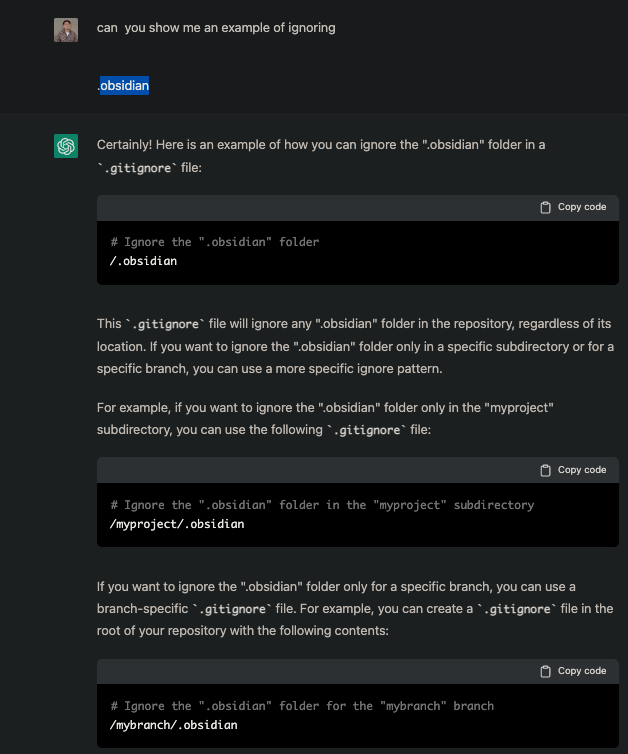 can  you show me an example of ignoring
.obsidian
Certainly! Here is an example of how you can ignore the ".obsidian" folder in a
`.gitignore` file:
Copy code
# Ignore the ".obsidian" folder
/.obsidian
This `.gitignore` file will ignore any ".obsidian" folder in the repository, regardless of its
location. If you want to ignore the ".obsidian" folder only in a specific subdirectory or for a
specific branch, you can use a more specific ignore pattern.
For example, if you want to ignore the ".obsidian" folder only in the "myproject"
subdirectory, you can use the following `.gitignore` file:
Copy code
# Ignore the ".obsidian" folder in the "myproject" subdirectory
/myproject/.obsidian
If you want to ignore the ".obsidian" folder only for a specific branch, you can use a
branch-specific `.gitignore` file. For example, you can create a `.gitignore` file in the
root of your repository with the following contents:
Copy code
# Ignore the ".obsidian" folder for the "mybranch" branch
/mybranch/.obsidian